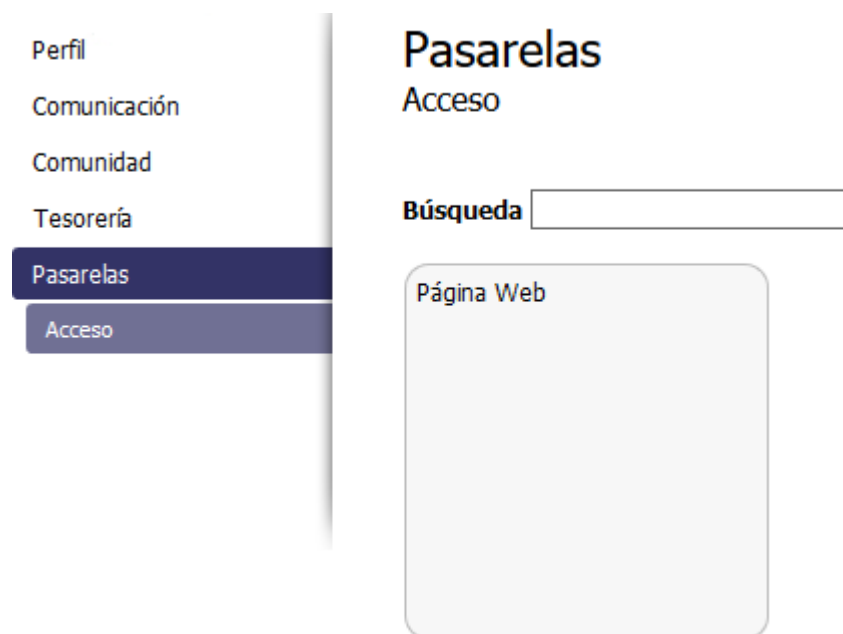 Perfil
Comunicación
Comunidad
Tesorería
Pasarelas
Acceso
Pasarelas
Acceso
Búsqueda
Página Web